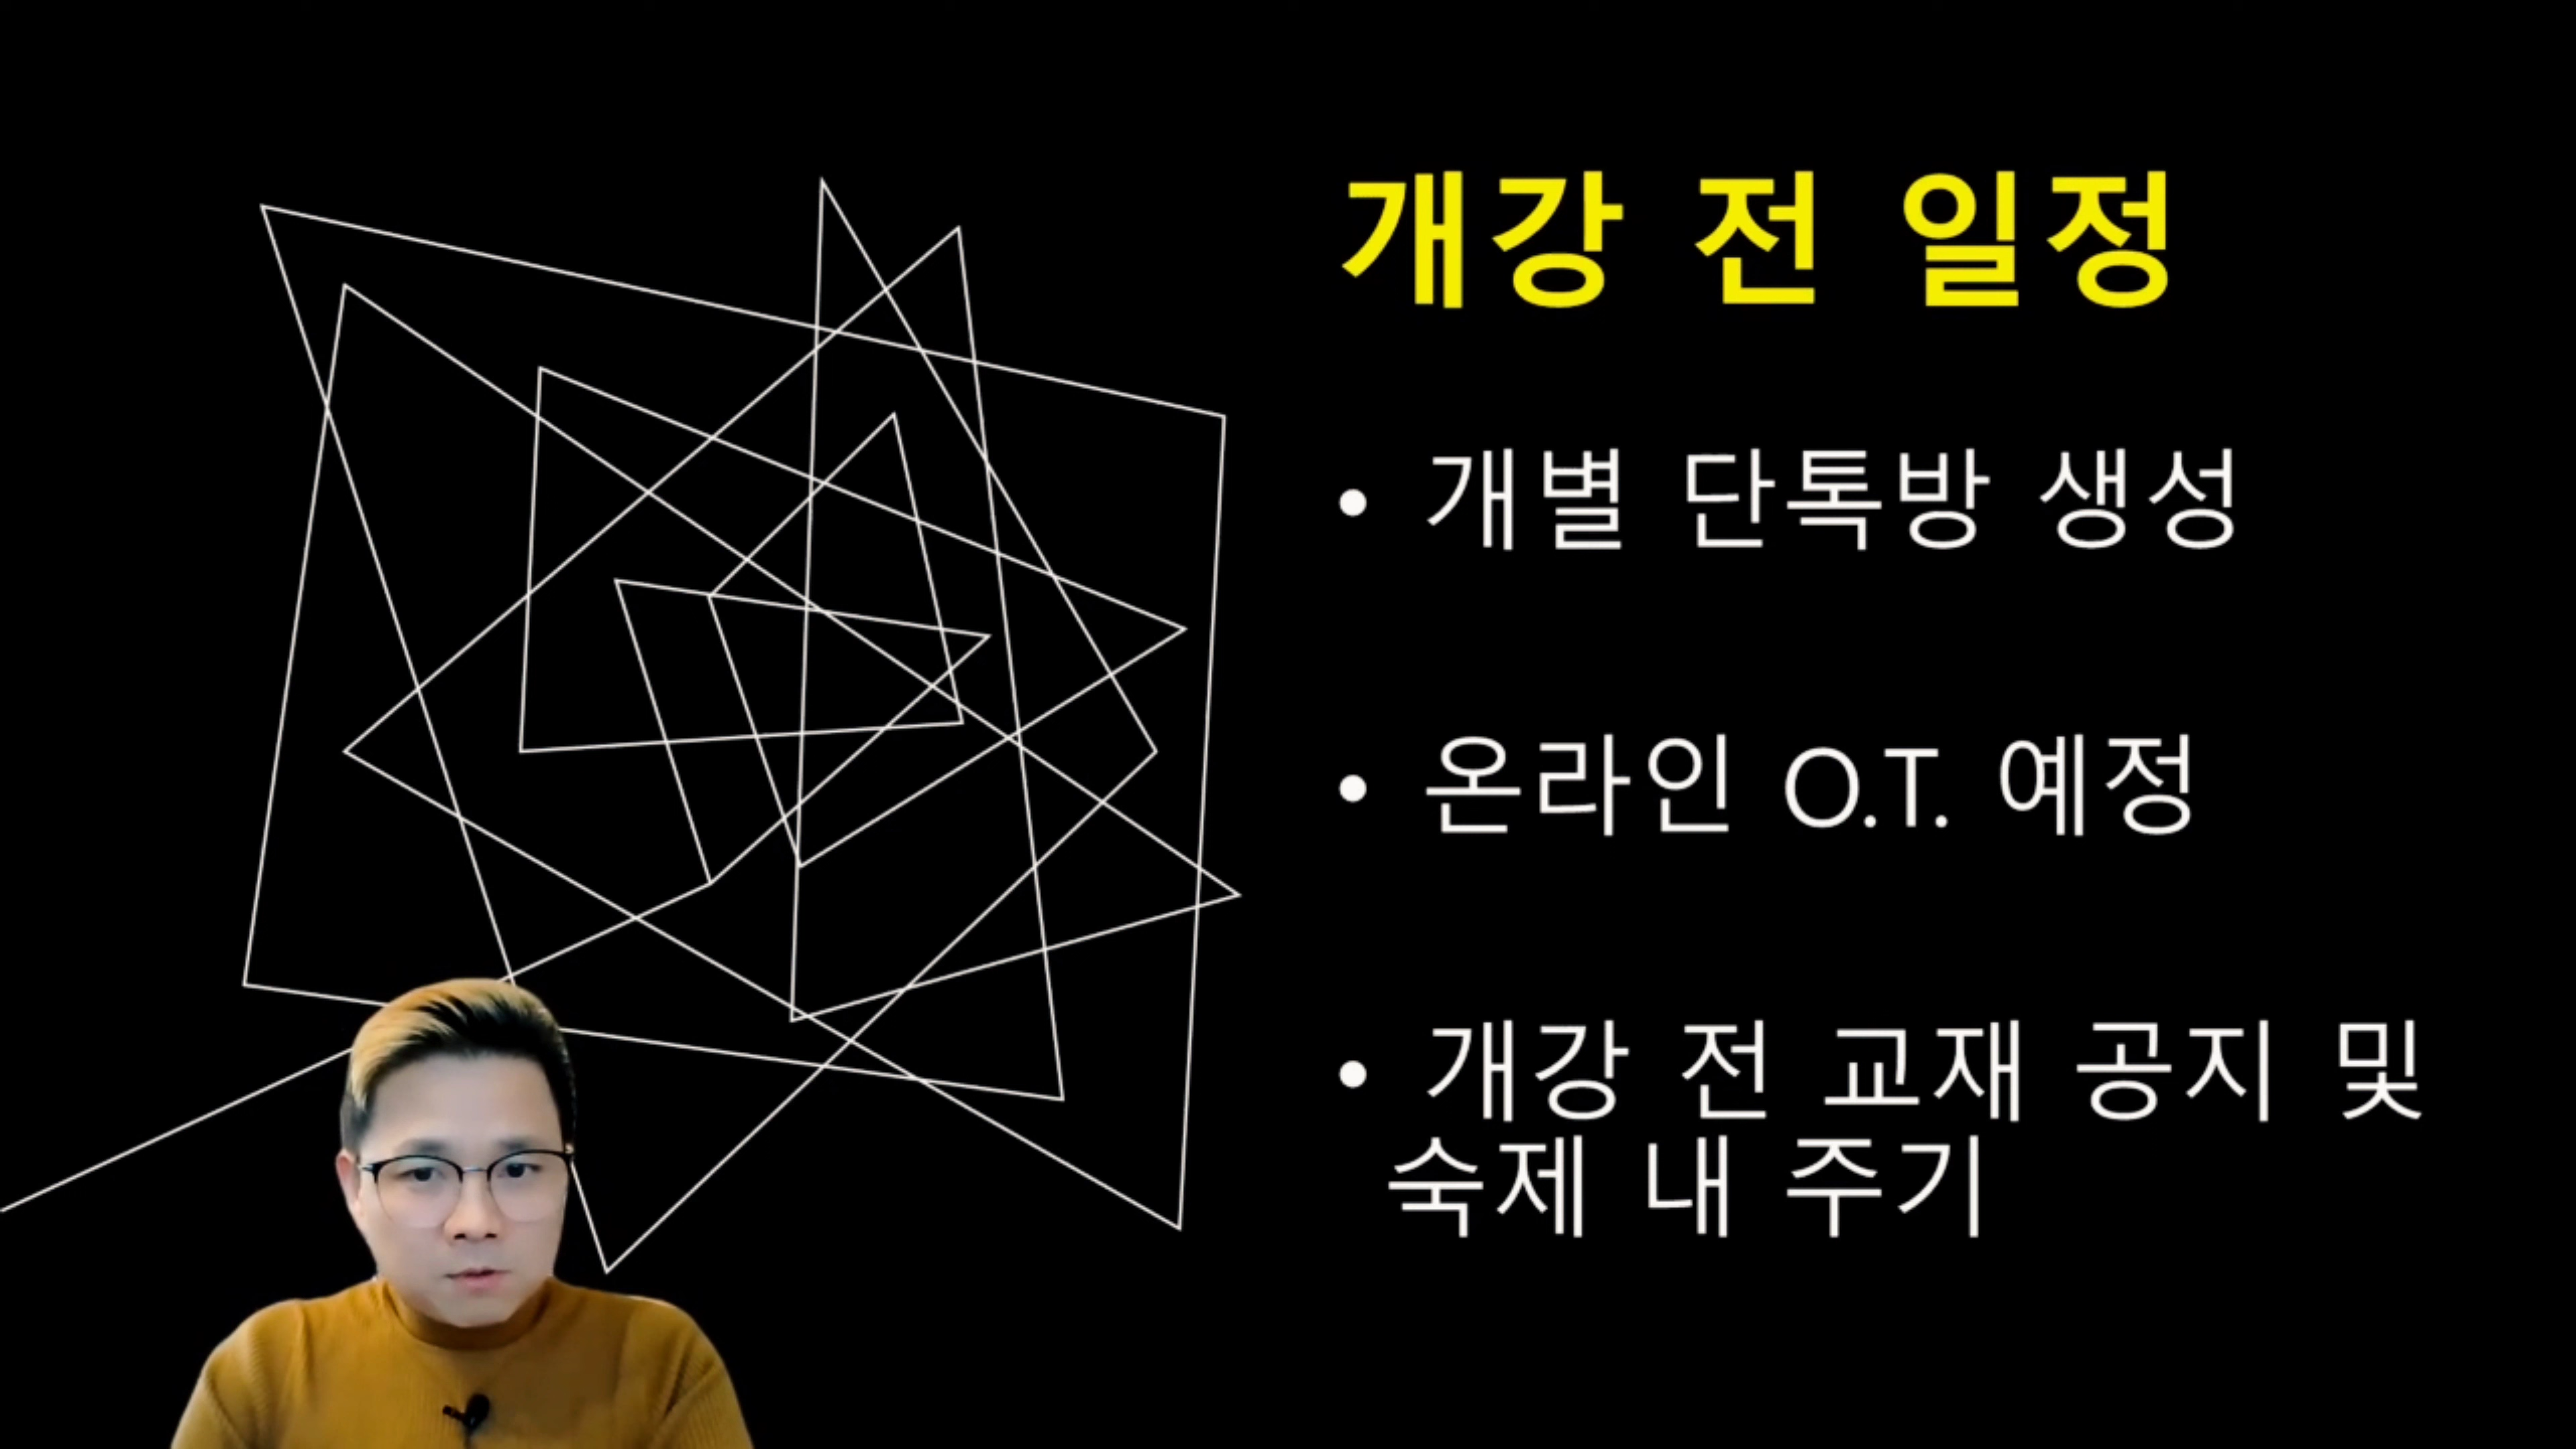 개강 전 일정
• 개별 단톡방 생성
• 온라인 O.T. 예정
• 개강 전 교재 공지 및
숙제 내 주기